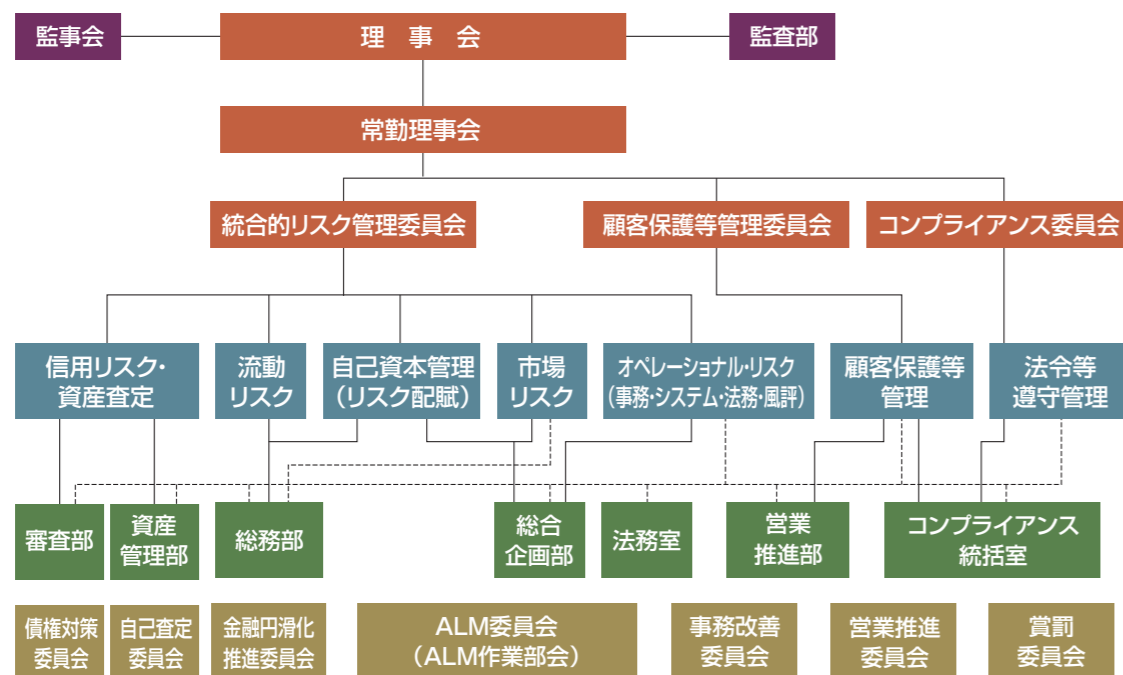 監事会
理 事 会
監査部
常勤理事会
統合的リスク管理委員会
顧客保護等管理委員会
コンプライアンス委員会
信用リスク・
資産査定
流動
リスク
自己資本管理
（リスク配賦）
市場
リスク
オペレーショナル・リスク
（事務・システム・法務・風評）
顧客保護等
管理
法令等
遵守管理
審査部
資産
管理部
総務部
総合
企画部
法務室
営業
推進部
コンプライアンス
統括室
債権対策
委員会
自己査定
委員会
金融円滑化
推進委員会
ALM委員会
（ALM作業部会）
事務改善
委員会
営業推進
委員会
賞罰
委員会